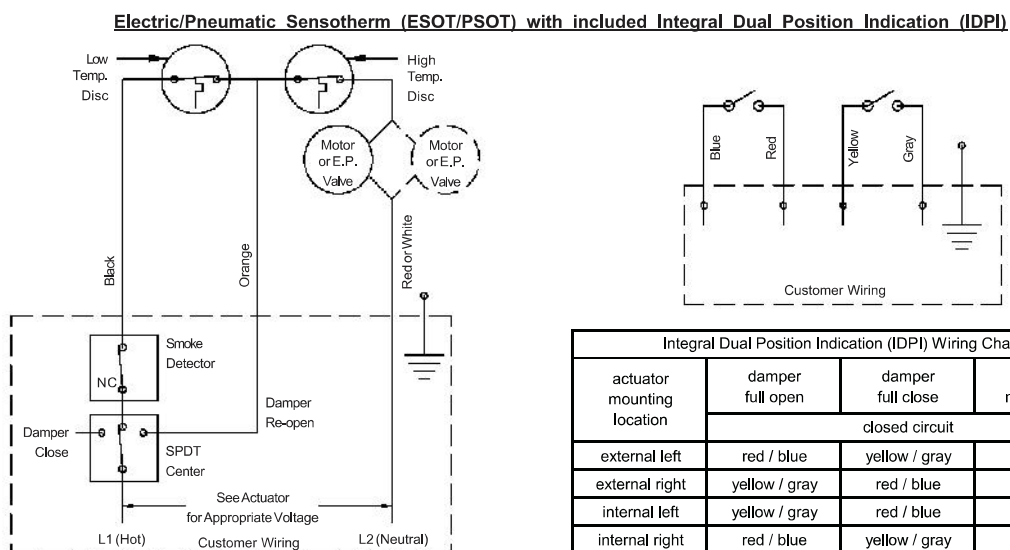 Electric/Pneumatic Sensotherm (ESOT/PSOT) with included Integral Dual Position Indication (IDPI)
Low
Temp.
Disc
High
Temp.
Disc
Motor
or E.P.
Valve
Motor
or E.P.
Valve
Black
Orange
Red or White
Smoke
Detector
NC
Damper
Re-open
Damper
Close
SPDT
Center
See Actuator
for Appropriate Voltage
L1 (Hot)
Customer Wiring
L2 (Neutral)
Blue
Red
Yellow
Gray
Customer Wiring
Integral Dual Position Indication (IDPI) Wiring Cha
actuator
mounting
location
damper
full open
damper
full close
closed circuit
external left
red / blue
yellow / gray
external right
yellow / gray
red / blue
internal left
yellow / gray
red / blue
internal right
red / blue
yellow / gray